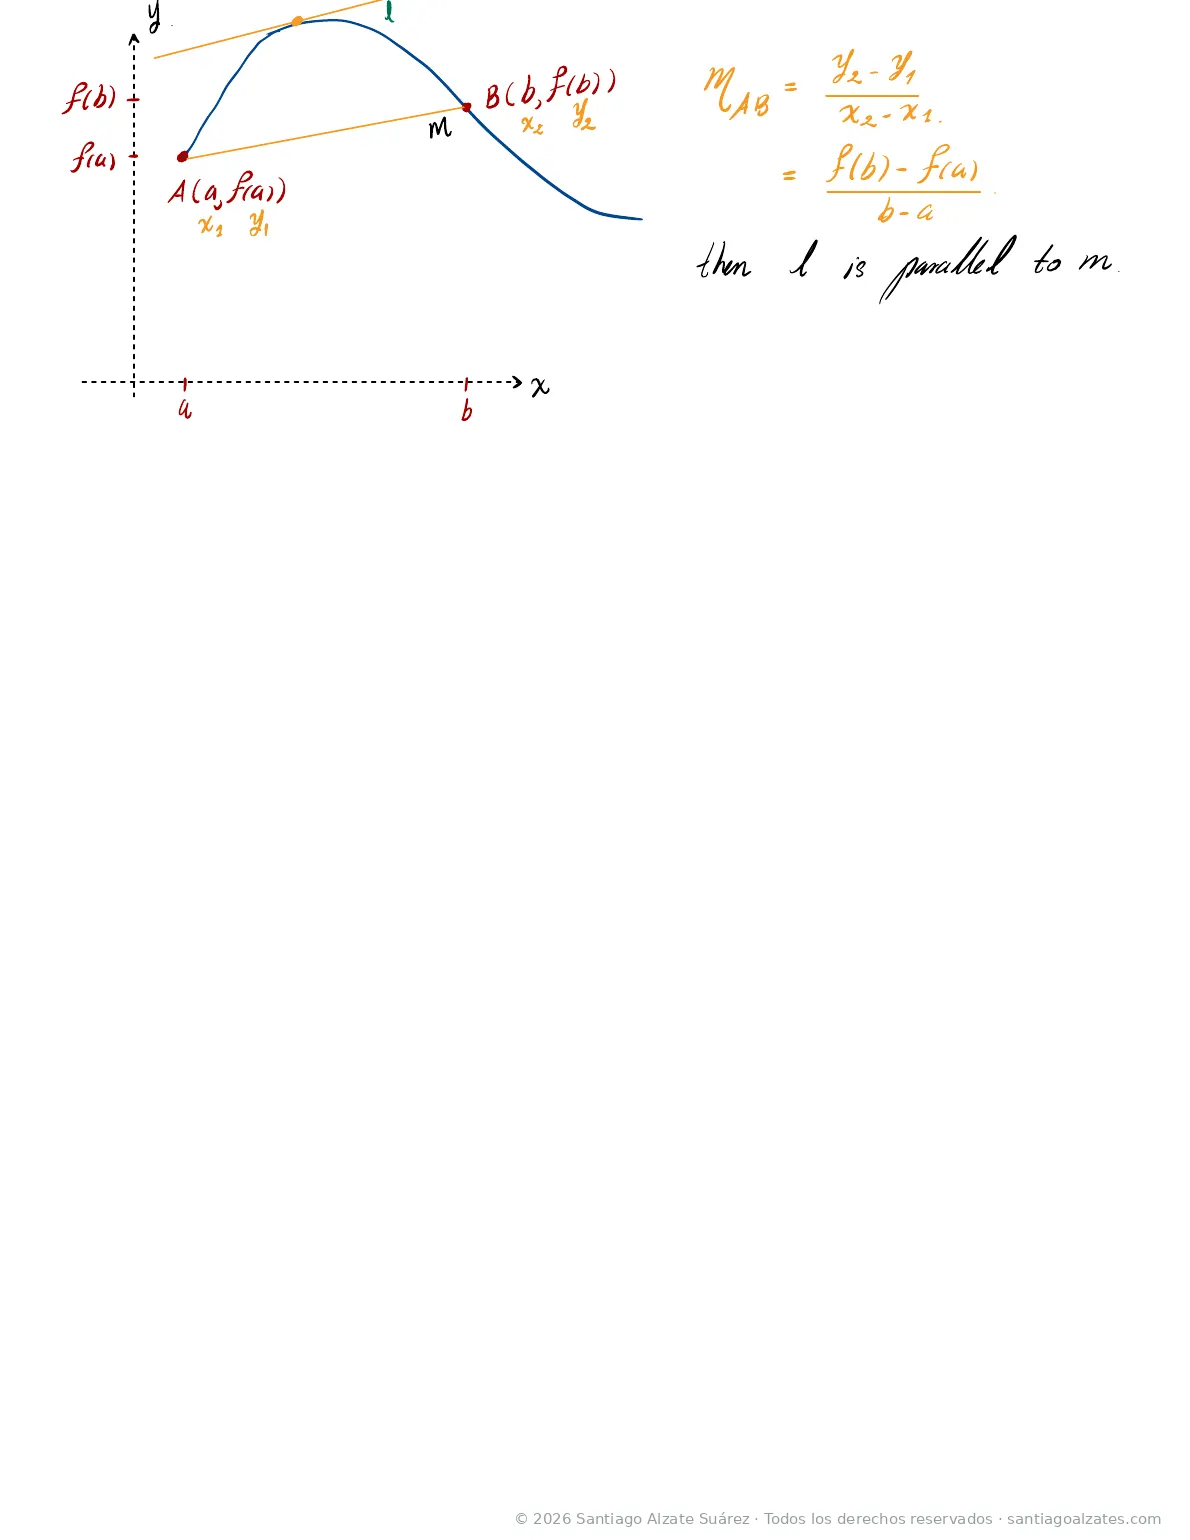 y
l
f(b)
B(b, f(b))
x₂ y₂
m
f(a)
A(a, f(a))
x₁ y₁
x
a
b
m_AB = (y₂ - y₁)/(x₂ - x₁).
= (f(b) - f(a))/(b - a).
then l is parallel to m.
© 2026 Santiago Alzate Suárez · Todos los derechos reservados · santiagoalzates.com